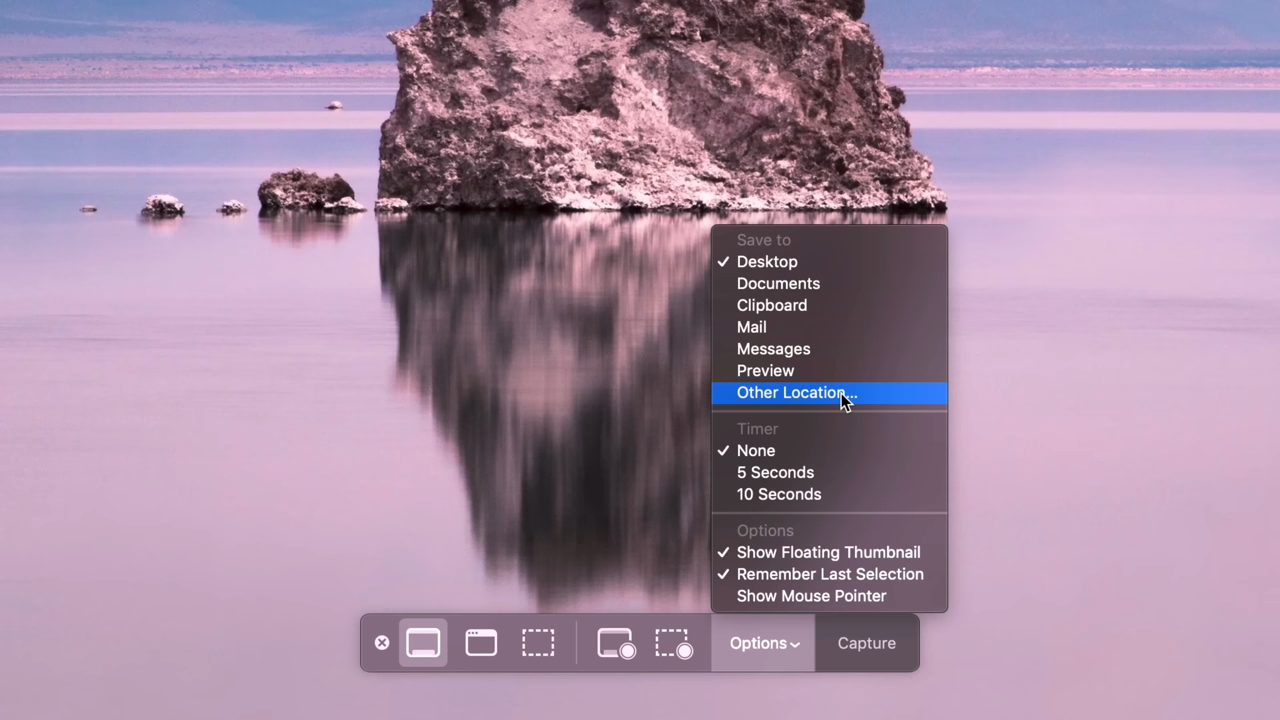 Save to
Desktop
Documents
Clipboard
Mail
Messages
Preview
Other Location...
Timer
None
5 Seconds
10 Seconds
Options
Show Floating Thumbnail
Remember Last Selection
Show Mouse Pointer
Options
Capture